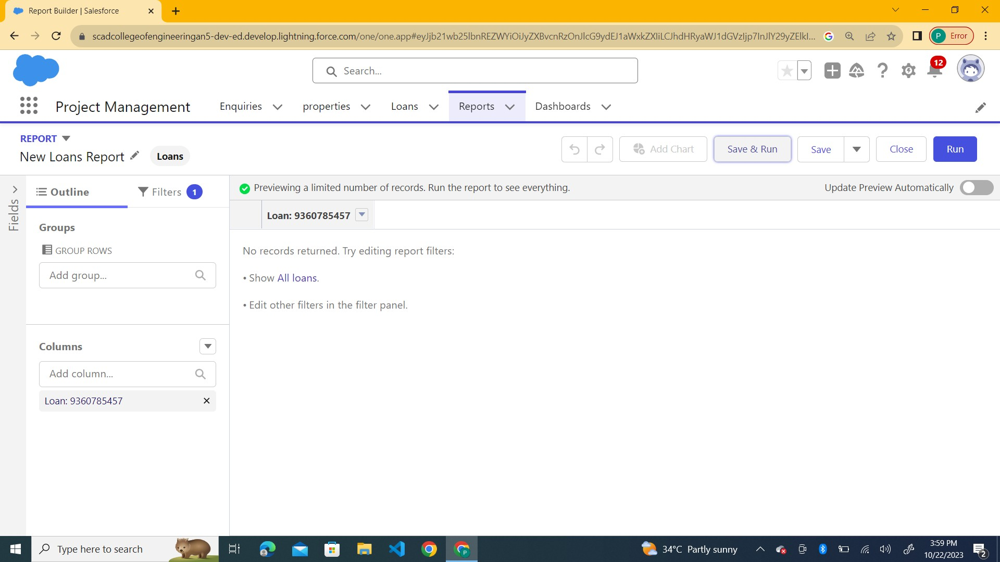 Report Builder | Salesforce
scadcollegeofengineeringan5-dev-ed.develop.lightning.force.com/one/one.app#eyJjb21wb25lbnREZWYiOiJyZXBvcnRzOnJlcG9ydEJ1aWxkZXIiLCJhdHRyaWJ1dGVzIjp7InJlY29yZElkI...
P Error
Search...
12
Project Management
Enquiries
properties
Loans
Reports
Dashboards
REPORT
New Loans Report
Loans
Add Chart
Save & Run
Save
Close
Run
Fields
Outline
Filters
1
Previewing a limited number of records. Run the report to see everything.
Update Preview Automatically
Groups
GROUP ROWS
Add group...
Columns
Add column...
Loan: 9360785457
Loan: 9360785457
No records returned. Try editing report filters:
• Show All loans.
• Edit other filters in the filter panel.
Type here to search
34°C Partly sunny
3:59 PM
10/22/2023
2